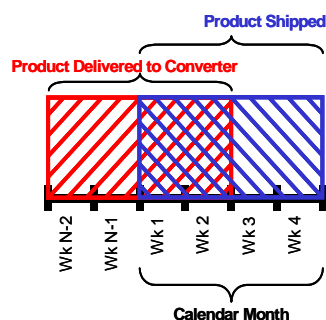 Product Shipped
Product Delivered to Converter
Wk N-2
Wk N-1
Wk 1
Wk 2
Wk 3
Wk 4
Calendar Month